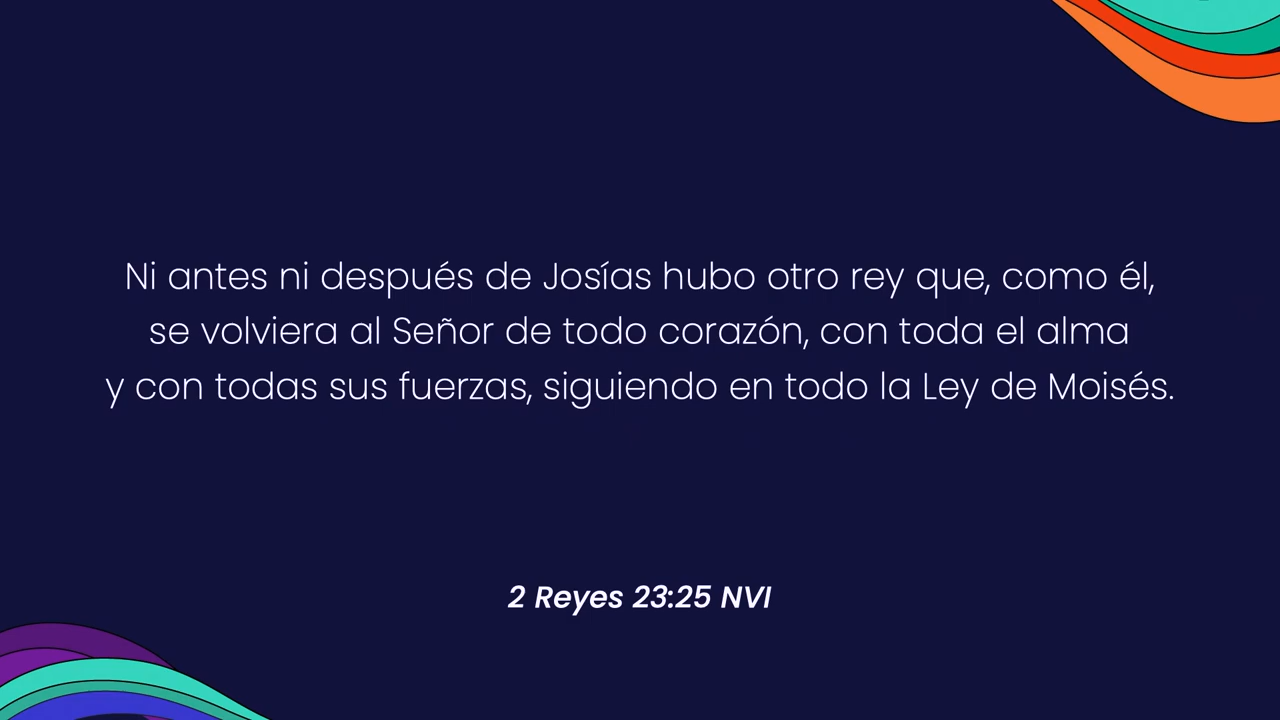 Ni antes ni después de Josías hubo otro rey que, como él,
se volviera al Señor de todo corazón, con toda el alma
y con todas sus fuerzas, siguiendo en todo la Ley de Moisés.
2 Reyes 23:25 NVI